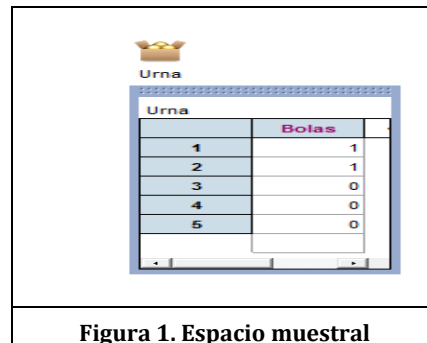 Urna
Urna
Bolas
1 1
2 1
3 0
4 0
5 0
Figura 1. Espacio muestral